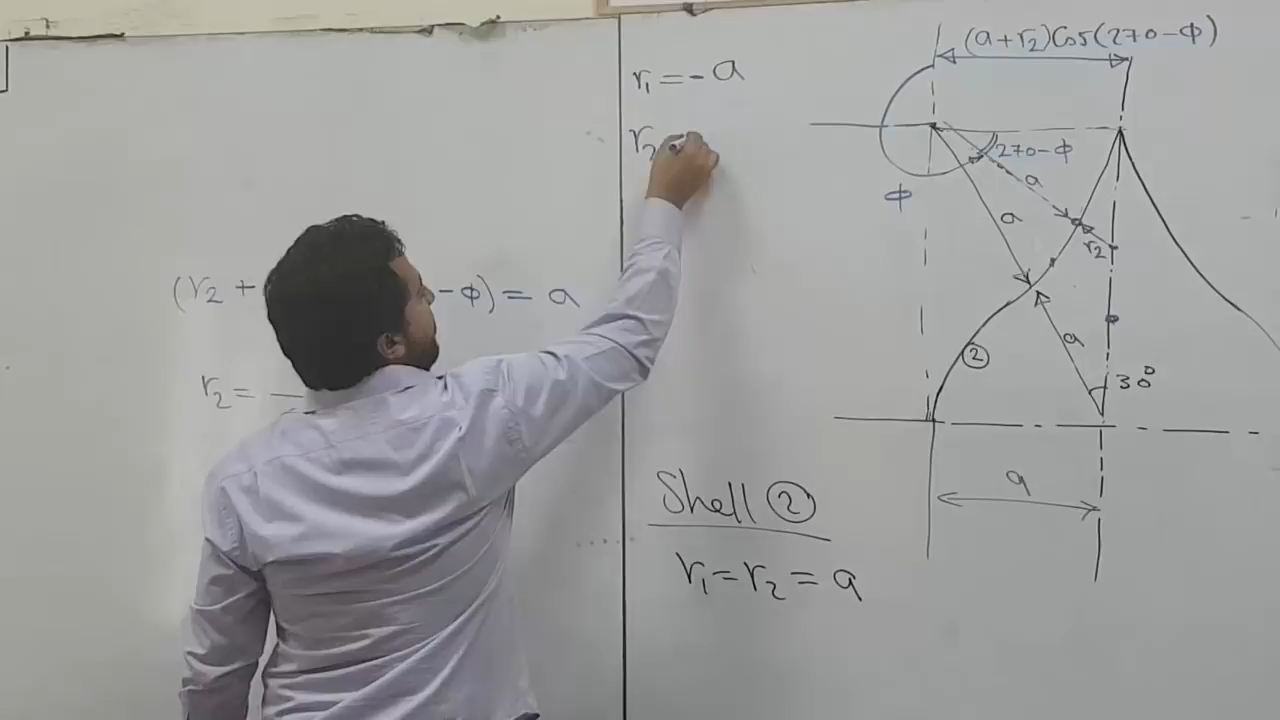 (r₂ + -φ) = a
r₂ =
r₁ = - a
r₂
Shell ②
r₁ = r₂ = a
(a+r₂)Cos(270-φ)
270-φ
φ
a
a
r₂
a
②
30°
a